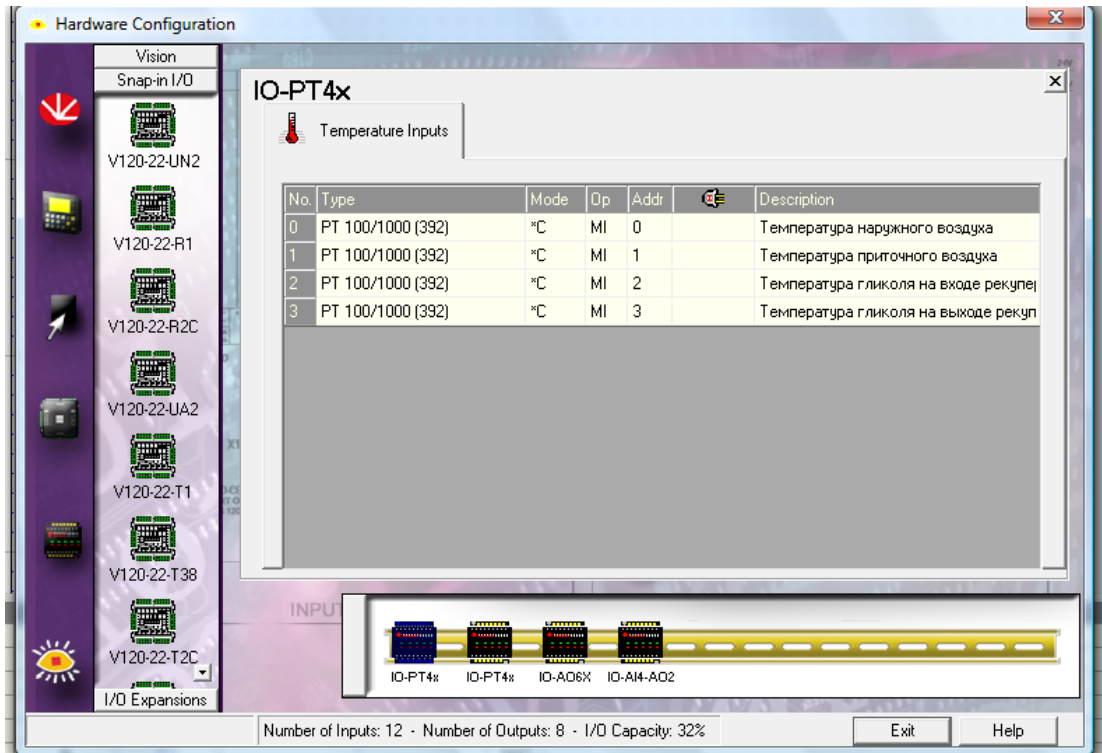 Hardware Configuration
Vision
Snap-in I/O
V120-22-UN2
V120-22-R1
V120-22-R2C
V120-22-UA2
V120-22-T1
V120-22-T38
V120-22-T2C
I/O Expansions
IO-PT4x
Temperature Inputs
No. Type Mode Op Addr Description
0 PT 100/1000 (392) °C MI 0 Температура наружного воздуха
1 PT 100/1000 (392) °C MI 1 Температура приточного воздуха
2 PT 100/1000 (392) °C MI 2 Температура гликоля на входе рекупер
3 PT 100/1000 (392) °C MI 3 Температура гликоля на выходе рекуп
INPUT
IO-PT4x IO-PT4x IO-AO6X IO-AI4-AO2
Number of Inputs: 12 - Number of Outputs: 8 - I/O Capacity: 32%
Exit Help